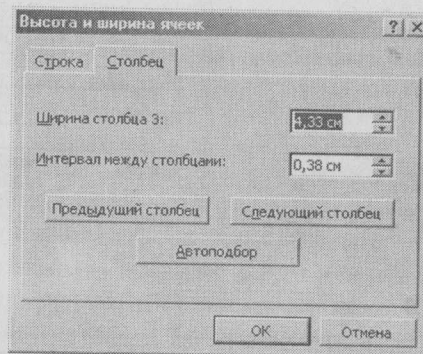 Высота и ширина ячеек
Строка Столбец
Ширина столбца 3: 4,33 см
Интервал между столбцами: 0,38 см
Предыдущий столбец Следующий столбец
Автоподбор
ОК Отмена